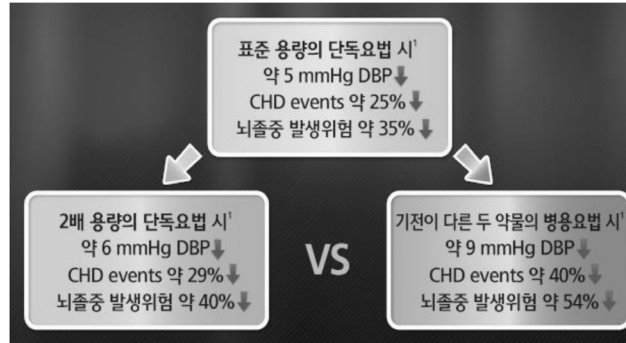 표준 용량의 단독요법 시¹
약 5 mmHg DBP⬇
CHD events 약 25%⬇
뇌졸중 발생위험 약 35%⬇
2배 용량의 단독요법 시¹
약 6 mmHg DBP⬇
CHD events 약 29%⬇
뇌졸중 발생위험 약 40%⬇
VS
기전이 다른 두 약물의 병용요법 시¹
약 9 mmHg DBP⬇
CHD events 약 40%⬇
뇌졸중 발생위험 약 54%⬇